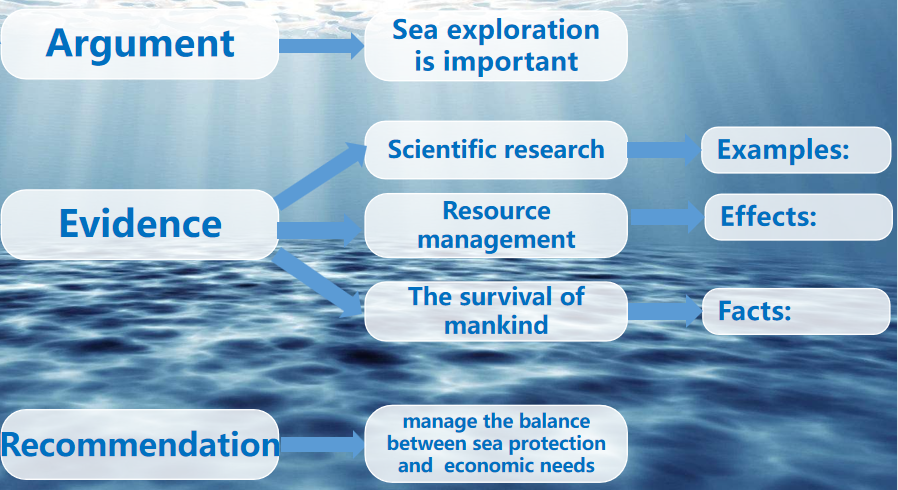 Argument
Sea exploration
is important
Evidence
Scientific research
Examples:
Resource
management
Effects:
The survival of
mankind
Facts:
Recommendation
manage the balance
between sea protection
and economic needs